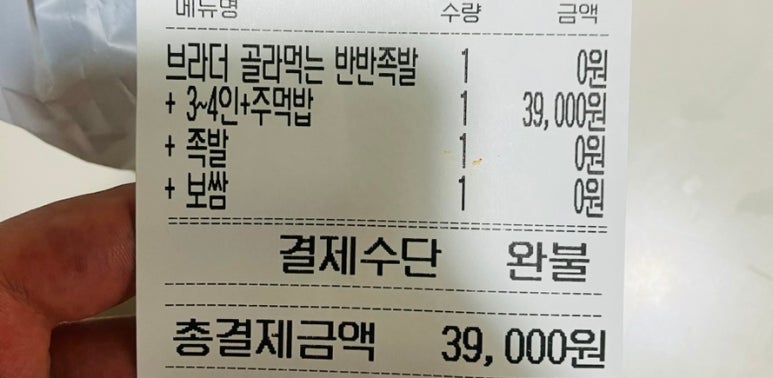 메뉴명 수량 금액
브라더 골라먹는 반반족발 1 0원
+ 3~4인+주먹밥 1 39,000원
+ 족발 1 0원
+ 보쌈 1 0원
결제수단 완불
총결제금액 39,000원